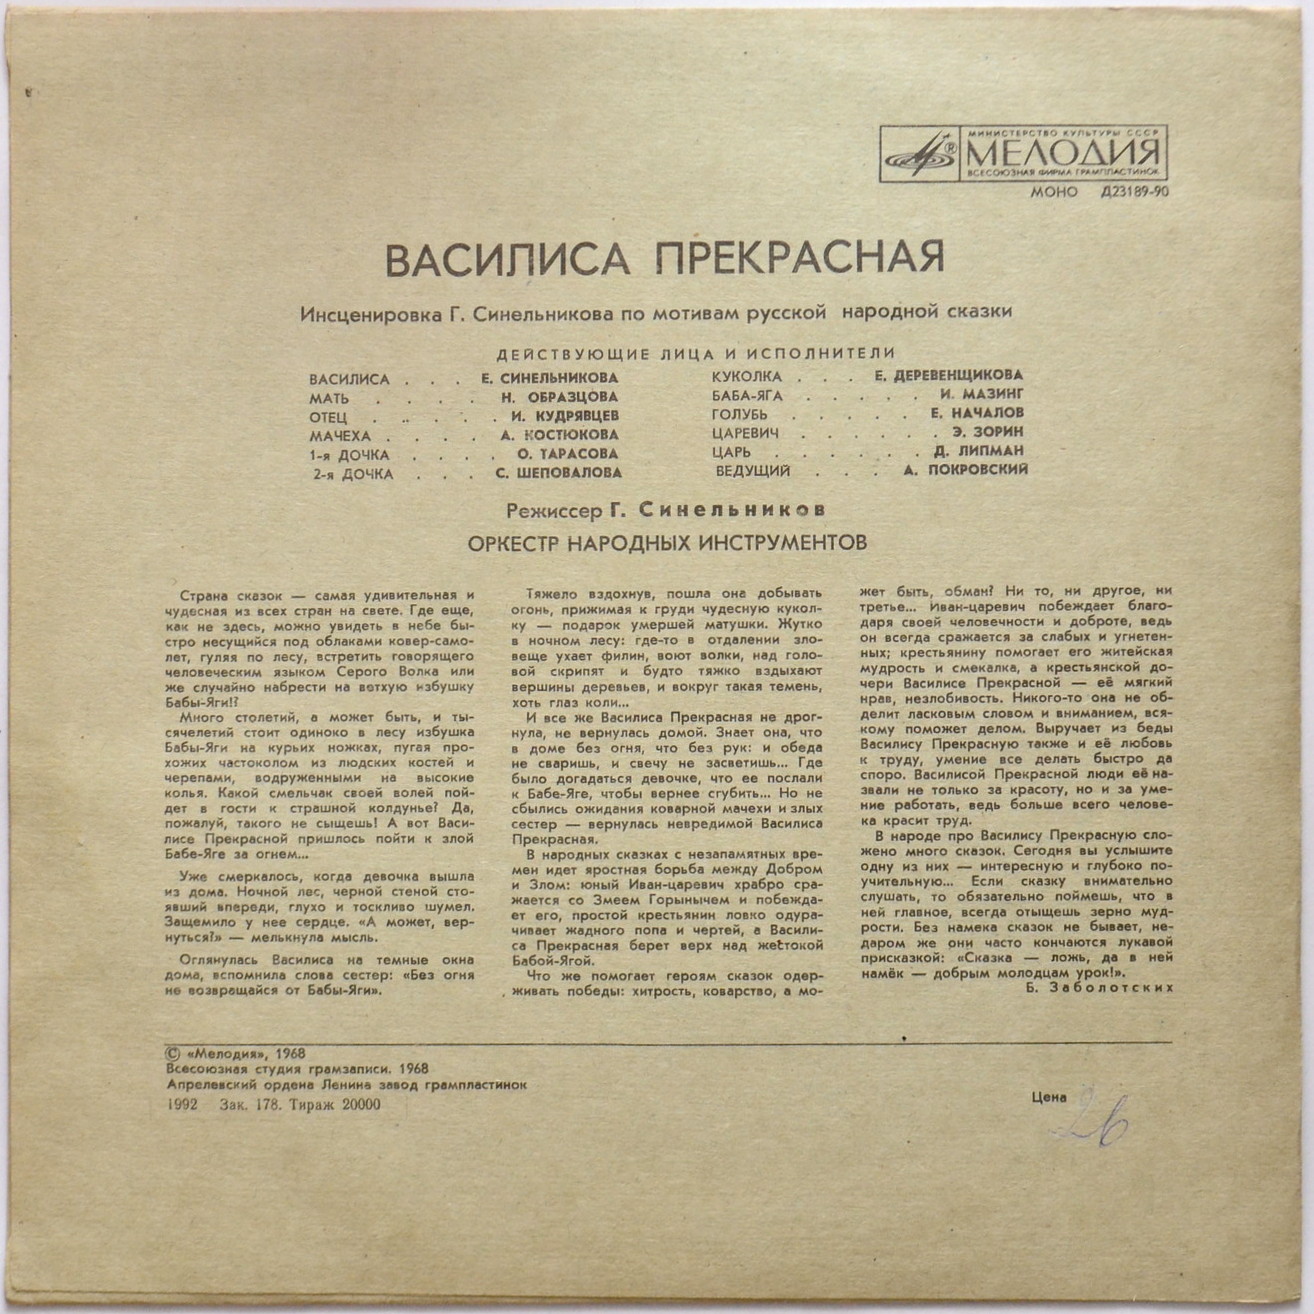 МИНИСТЕРСТВО КУЛЬТУРЫ СССР
МЕЛОДИЯ
ВСЕСОЮЗНАЯ ФИРМА ГРАМПЛАСТИНОК
МОНО Д23189-90
ВАСИЛИСА ПРЕКРАСНАЯ
Инсценировка Г. Синельникова по мотивам русской народной сказки
ДЕЙСТВУЮЩИЕ ЛИЦА И ИСПОЛНИТЕЛИ
ВАСИЛИСА . . . Е. СИНЕЛЬНИКОВА
МАТЬ . . . . Н. ОБРАЗЦОВА
ОТЕЦ . .. . . . И. КУДРЯВЦЕВ
МАЧЕХА . . . . А. КОСТЮКОВА
1-я ДОЧКА . . . . О. ТАРАСОВА
2-я ДОЧКА . . . С. ШЕПОВАЛОВА
КУКОЛКА . . . Е. ДЕРЕВЕНЩИКОВА
БАБА-ЯГА . . . . . И. МАЗИНГ
ГОЛУБЬ . . . . . Е. НАЧАЛОВ
ЦАРЕВИЧ . . . . . . Э. ЗОРИН
ЦАРЬ . . . . . . Д. ЛИПМАН
ВЕДУЩИЙ . . . А. ПОКРОВСКИЙ
Режиссер Г. Синельников
ОРКЕСТР НАРОДНЫХ ИНСТРУМЕНТОВ
Страна сказок — самая удивительная и
чудесная из всех стран на свете. Где еще,
как не здесь, можно увидеть в небе бы-
стро несущийся под облаками ковер-само-
лет, гуляя по лесу, встретить говорящего
человеческим языком Серого Волка или
же случайно набрести на ветхую избушку
Бабы-Яги!?
Много столетий, а может быть, и ты-
сячелетий стоит одиноко в лесу избушка
Бабы-Яги на курьих ножках, пугая про-
хожих частоколом из людских костей и
черепами, водруженными на высокие
колья. Какой смельчак своей волей пой-
дет в гости к страшной колдунье? Да,
пожалуй, такого не сыщешь! А вот Васи-
лисе Прекрасной пришлось пойти к злой
Бабе-Яге за огнем...
Уже смеркалось, когда девочка вышла
из дома. Ночной лес, черной стеной сто-
явший впереди, глухо и тоскливо шумел.
Защемило у нее сердце. «А может, вер-
нуться?» — мелькнула мысль.
Оглянулась Василиса на темные окна
дома, вспомнила слова сестер: «Без огня
не возвращайся от Бабы-Яги».
Тяжело вздохнув, пошла она добывать
огонь, прижимая к груди чудесную кукол-
ку — подарок умершей матушки. Жутко
в ночном лесу: где-то в отдалении зло-
веще ухает филин, воют волки, над голо-
вой скрипят и будто тяжко вздыхают
вершины деревьев, и вокруг такая темень,
хоть глаз коли...
И все же Василиса Прекрасная не дрог-
нула, не вернулась домой. Знает она, что
в доме без огня, что без рук: и обеда
не сваришь, и свечу не засветишь... Где
было догадаться девочке, что ее послали
к Бабе-Яге, чтобы вернее сгубить... Но не
сбылись ожидания коварной мачехи и злых
сестер — вернулась невредимой Василиса
Прекрасная.
В народных сказках с незапамятных вре-
мен идет яростная борьба между Добром
и Злом: юный Иван-царевич храбро сра-
жается со Змеем Горынычем и побежда-
ет его, простой крестьянин ловко одура-
чивает жадного попа и чертей, а Васили-
са Прекрасная берет верх над жеtтокой
Бабой-Ягой.
Что же помогает героям сказок одер-
живать победы: хитрость, коварство, а мо-
жет быть, обман? Ни то, ни другое, ни
третье... Иван-царевич побеждает благо-
даря своей человечности и доброте, ведь
он всегда сражается за слабых и угнетен-
ных; крестьянину помогает его житейская
мудрость и смекалка, а крестьянской до-
чери Василисе Прекрасной — её мягкий
нрав, незлобивость. Никого-то она не об-
делит ласковым словом и вниманием, вся-
кому поможет делом. Выручает из беды
Василису Прекрасную также и её любовь
к труду, умение все делать быстро да
споро. Василисой Прекрасной люди её на-
звали не только за красоту, но и за уме-
ние работать, ведь больше всего челове-
ка красит труд.
В народе про Василису Прекрасную сло-
жено много сказок. Сегодня вы услышите
одну из них — интересную и глубоко по-
учительную... Если сказку внимательно
слушать, то обязательно поймешь, что в
ней главное, всегда отыщешь зерно муд-
рости. Без намека сказок не бывает, не-
даром же они часто кончаются лукавой
присказкой: «Сказка — ложь, да в ней
намёк — добрым молодцам урок!».
Б. Заболотских
© «Мелодия», 1968
Всесоюзная студия грамзаписи. 1968
Апрелевский ордена Ленина завод грампластинок
1992 Зак. 178. Тираж 20000
Цена 26